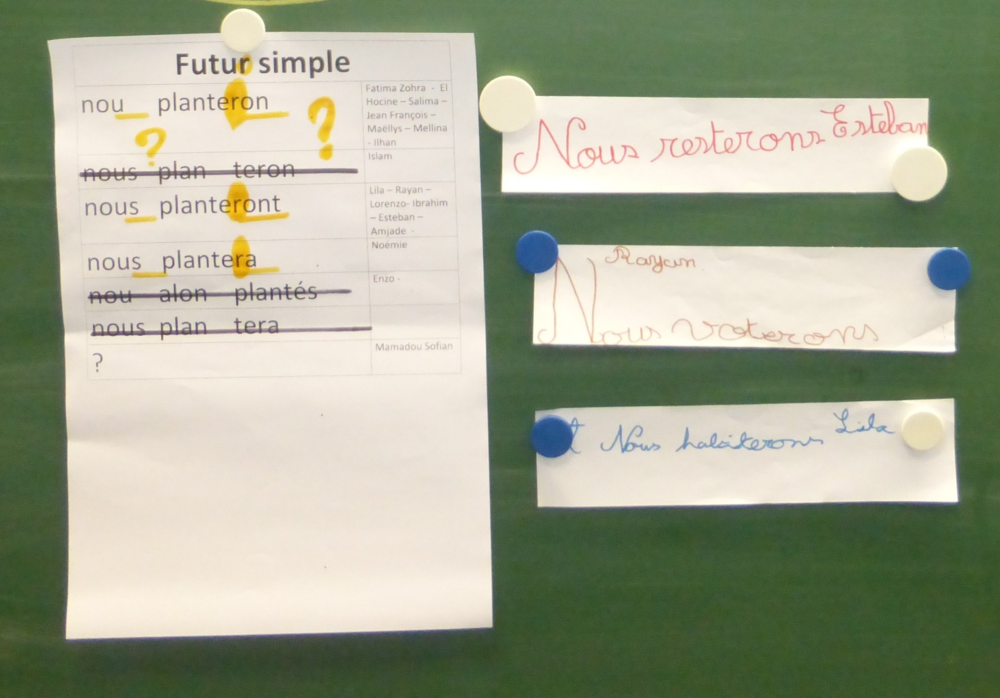 Futur simple
nou__ planteron
Fatima Zohra - El
Hocine – Salima –
Jean François –
Maëllys – Mellina
- Ilhan
?
?
nous plan teron
Islam
nous planteront
Lila – Rayan –
Lorenzo- Ibrahim
– Esteban –
Amjade -
nous plantera
Noémie
nou alon plantés
Enzo -
nous plan tera
?
Mamadou Sofian
Nous resterons Esteban
Rayan
Nous voterons
Nous habiterons Lila